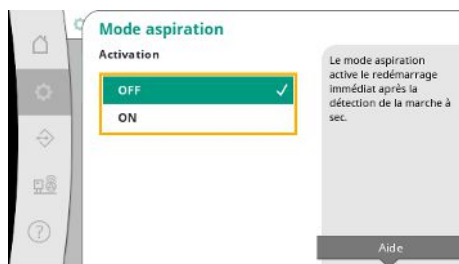 Mode aspiration
Activation
OFF
ON
Le mode aspiration
active le redémarrage
immédiat après la
détection de la marche à
sec.
Aide